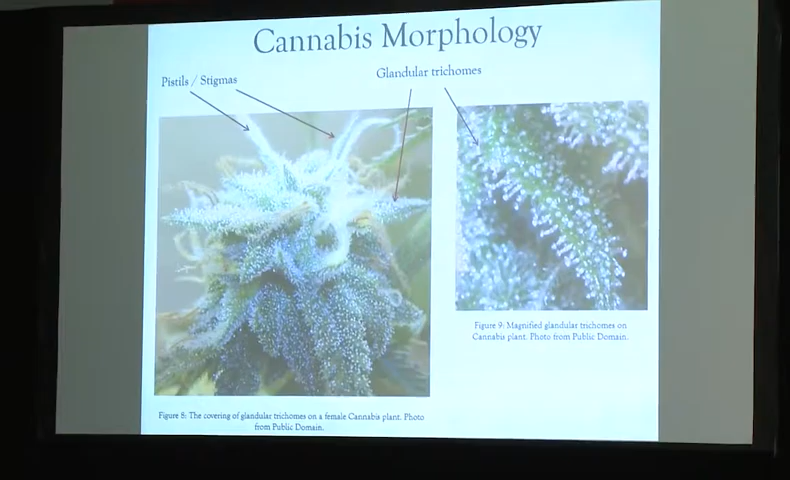 Cannabis Morphology
Pistils / Stigmas
Glandular trichomes
Figure 9: Magnified glandular trichomes on
Cannabis plant. Photo from Public Domain.
Figure 8: The covering of glandular trichomes on a female Cannabis plant. Photo
from Public Domain.